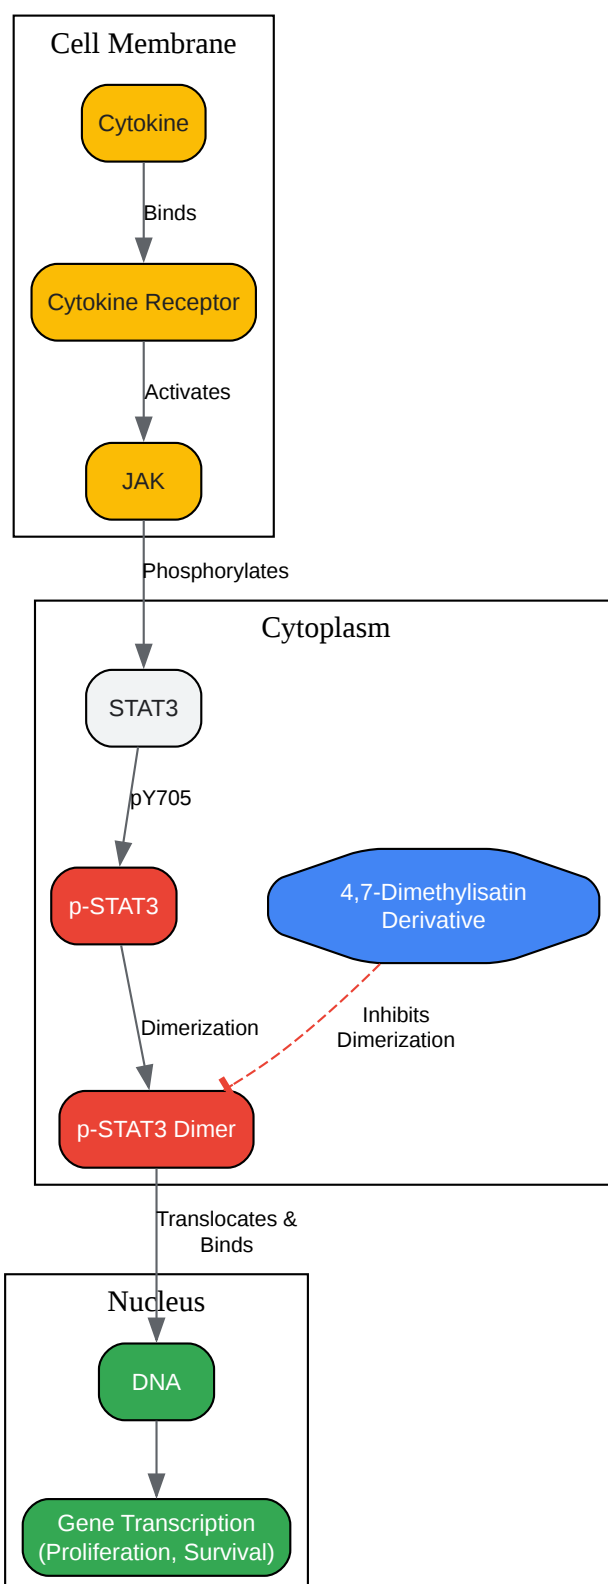 Cell Membrane
Cytokine
Binds
Cytokine Receptor
Activates
JAK
Phosphorylates
Cytoplasm
STAT3
pY705
p-STAT3
4,7-Dimethylisatin
Derivative
Inhibits
Dimerization
Dimerization
p-STAT3 Dimer
Translocates &
Binds
Nucleus
DNA
Gene Transcription
(Proliferation, Survival)